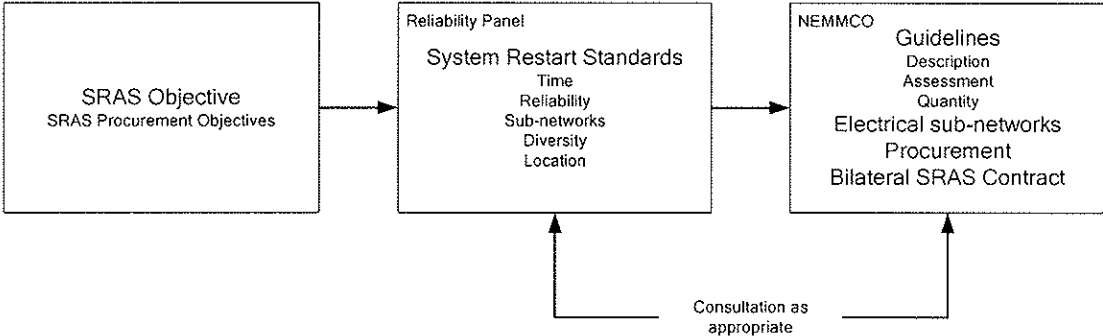 SRAS Objective
SRAS Procurement Objectives
Reliability Panel
System Restart Standards
Time
Reliability
Sub-networks
Diversity
Location
NEMMCO
Guidelines
Description
Assessment
Quantity
Electrical sub-networks
Procurement
Bilateral SRAS Contract
Consultation as
appropriate